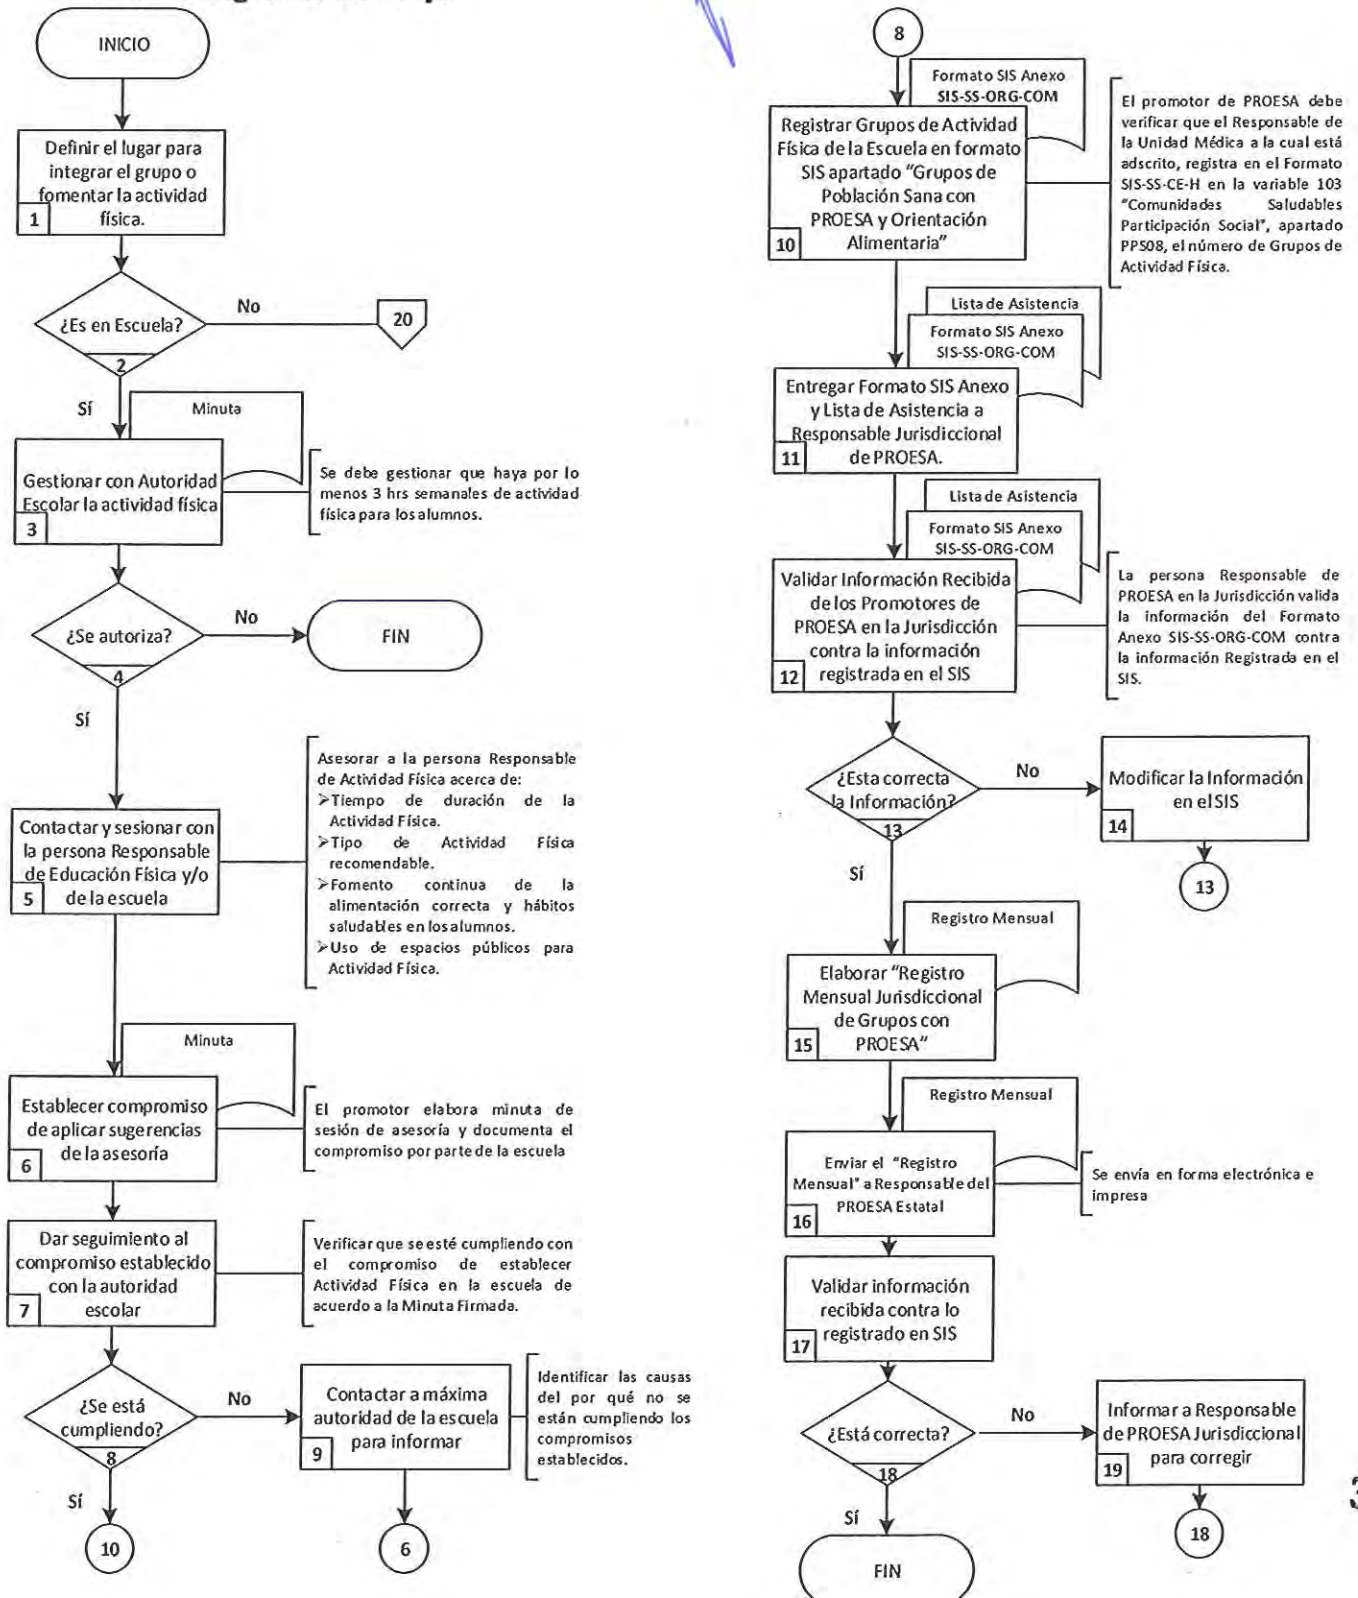 INICIO
Definir el lugar para
integrar el grupo o
fomentar la actividad
física.
1
¿Es en Escuela?
2
No
20
Sí
Minuta
Gestionar con Autoridad
Escolar la actividad física
3
Se debe gestionar que haya por lo
menos 3 hrs semanales de actividad
física para los alumnos.
¿Se autoriza?
4
No
FIN
Sí
Contactar y sesionar con
la persona Responsable
de Educación Física y/o
de la escuela
5
Asesorar a la persona Responsable
de Actividad Física acerca de:
➢Tiempo de duración de la
Actividad Física.
➢Tipo de Actividad Física
recomendable.
➢Fomento continua de la
alimentación correcta y hábitos
saludables en los alumnos.
➢Uso de espacios públicos para
Actividad Física.
Minuta
Establecer compromiso
de aplicar sugerencias
de la asesoría
6
El promotor elabora minuta de
sesión de asesoría y documenta el
compromiso por parte de la escuela
Dar seguimiento al
compromiso establecido
con la autoridad
escolar
7
Verificar que se esté cumpliendo con
el compromiso de establecer
Actividad Física en la escuela de
acuerdo a la Minuta Firmada.
¿Se está
cumpliendo?
8
No
Contactar a máxima
autoridad de la escuela
para informar
9
Identificar las causas
del por qué no se
están cumpliendo los
compromisos
establecidos.
Sí
10
6
8
Formato SIS Anexo
SIS-SS-ORG-COM
Registrar Grupos de Actividad
Física de la Escuela en formato
SIS apartado "Grupos de
Población Sana con
PROESA y Orientación
Alimentaria"
10
El promotor de PROESA debe
verificar que el Responsable de
la Unidad Médica a la cual está
adscrito, registra en el Formato
SIS-SS-CE-H en la variable 103
"Comunidades Saludables
Participación Social", apartado
PPS08, el número de Grupos de
Actividad Física.
Lista de Asistencia
Formato SIS Anexo
SIS-SS-ORG-COM
Entregar Formato SIS Anexo
y Lista de Asistencia a
Responsable Jurisdiccional
de PROESA.
11
Lista de Asistencia
Formato SIS Anexo
SIS-SS-ORG-COM
Validar Información Recibida
de los Promotores de
PROESA en la Jurisdicción
contra la información
registrada en el SIS
12
La persona Responsable de
PROESA en la Jurisdicción valida
la información del Formato
Anexo SIS-SS-ORG-COM contra
la información Registrada en el
SIS.
¿Esta correcta
la Información?
13
No
Modificar la Información
en el SIS
14
13
Sí
Registro Mensual
Elaborar "Registro
Mensual Jurisdiccional
de Grupos con
PROESA"
15
Registro Mensual
Enviar el "Registro
Mensual" a Responsable del
PROESA Estatal
16
Se envía en forma electrónica e
impresa
Validar información
recibida contra lo
registrado en SIS
17
¿Está correcta?
18
No
Informar a Responsable
de PROESA Jurisdiccional
para corregir
19
18
Sí
FIN